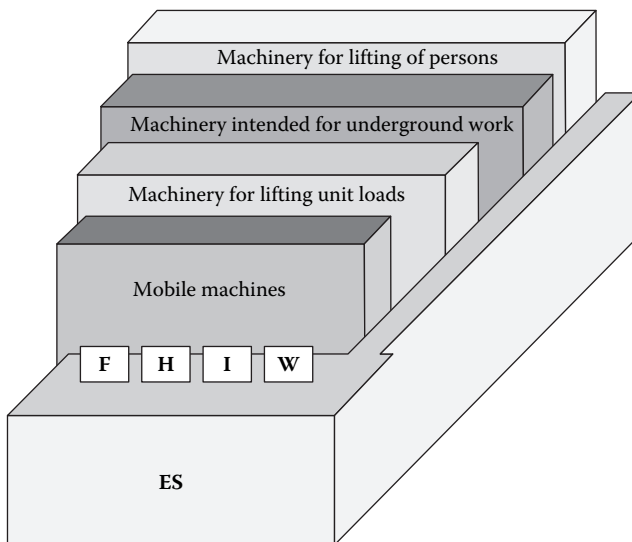 Machinery for lifting of persons
Machinery intended for underground work
Machinery for lifting unit loads
Mobile machines
F H I W
ES